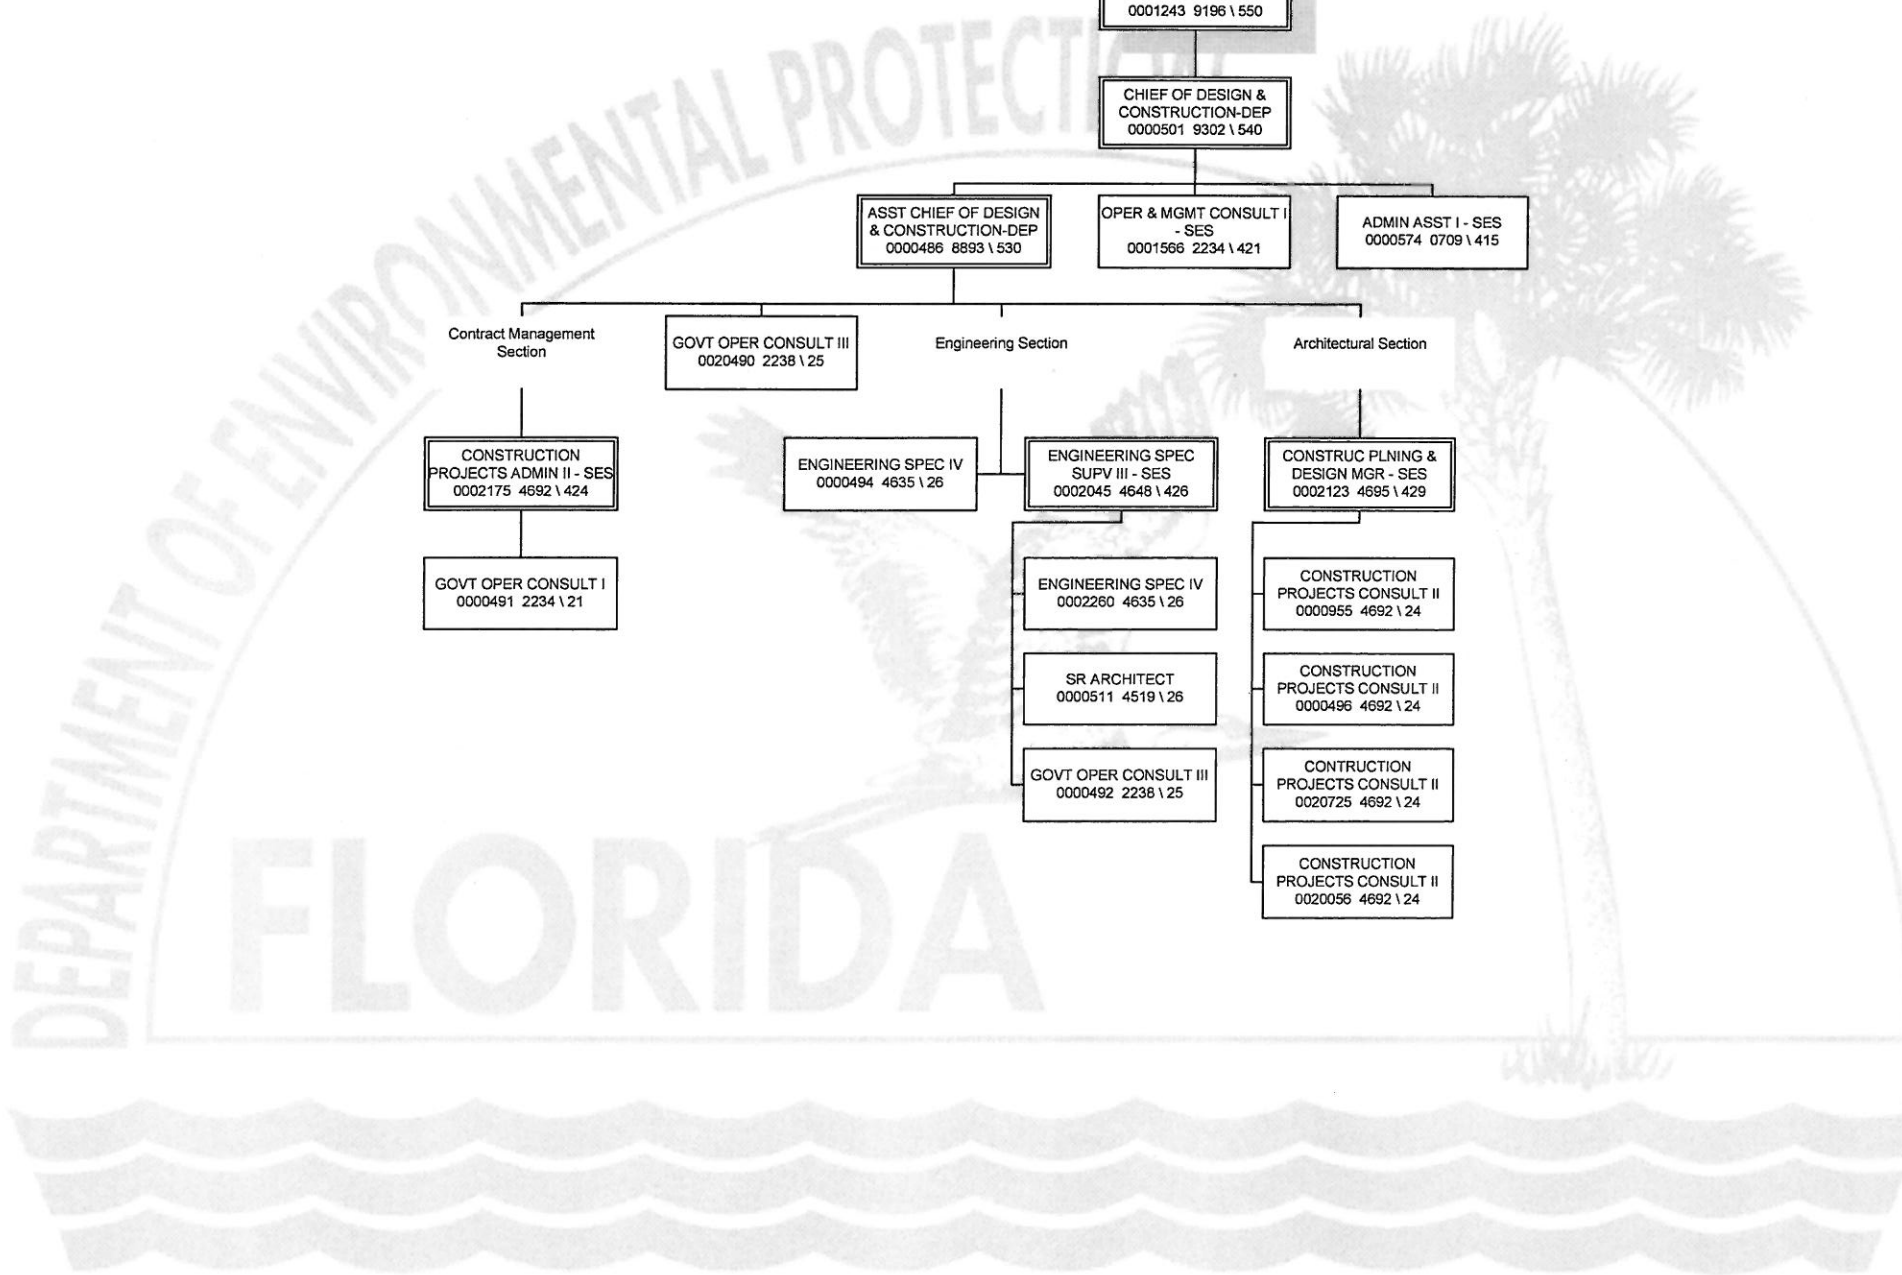 0001243 9196 \ 550
CHIEF OF DESIGN &
CONSTRUCTION-DEP
0000501 9302 \ 540
ASST CHIEF OF DESIGN
& CONSTRUCTION-DEP
0000486 8893 \ 530
OPER & MGMT CONSULT I
- SES
0001566 2234 \ 421
ADMIN ASST I - SES
0000574 0709 \ 415
Contract Management
Section
GOVT OPER CONSULT III
0020490 2238 \ 25
Engineering Section
Architectural Section
CONSTRUCTION
PROJECTS ADMIN II - SES
0002175 4692 \ 424
ENGINEERING SPEC IV
0000494 4635 \ 26
ENGINEERING SPEC
SUPV III - SES
0002045 4648 \ 426
CONSTRUC PLNING &
DESIGN MGR - SES
0002123 4695 \ 429
GOVT OPER CONSULT I
0000491 2234 \ 21
ENGINEERING SPEC IV
0002260 4635 \ 26
SR ARCHITECT
0000511 4519 \ 26
GOVT OPER CONSULT III
0000492 2238 \ 25
CONSTRUCTION
PROJECTS CONSULT II
0000955 4692 \ 24
CONSTRUCTION
PROJECTS CONSULT II
0000496 4692 \ 24
CONTRUCTION
PROJECTS CONSULT II
0020725 4692 \ 24
CONSTRUCTION
PROJECTS CONSULT II
0020056 4692 \ 24
DEPARTMENT OF ENVIRONMENTAL PROTECTION
FLORIDA